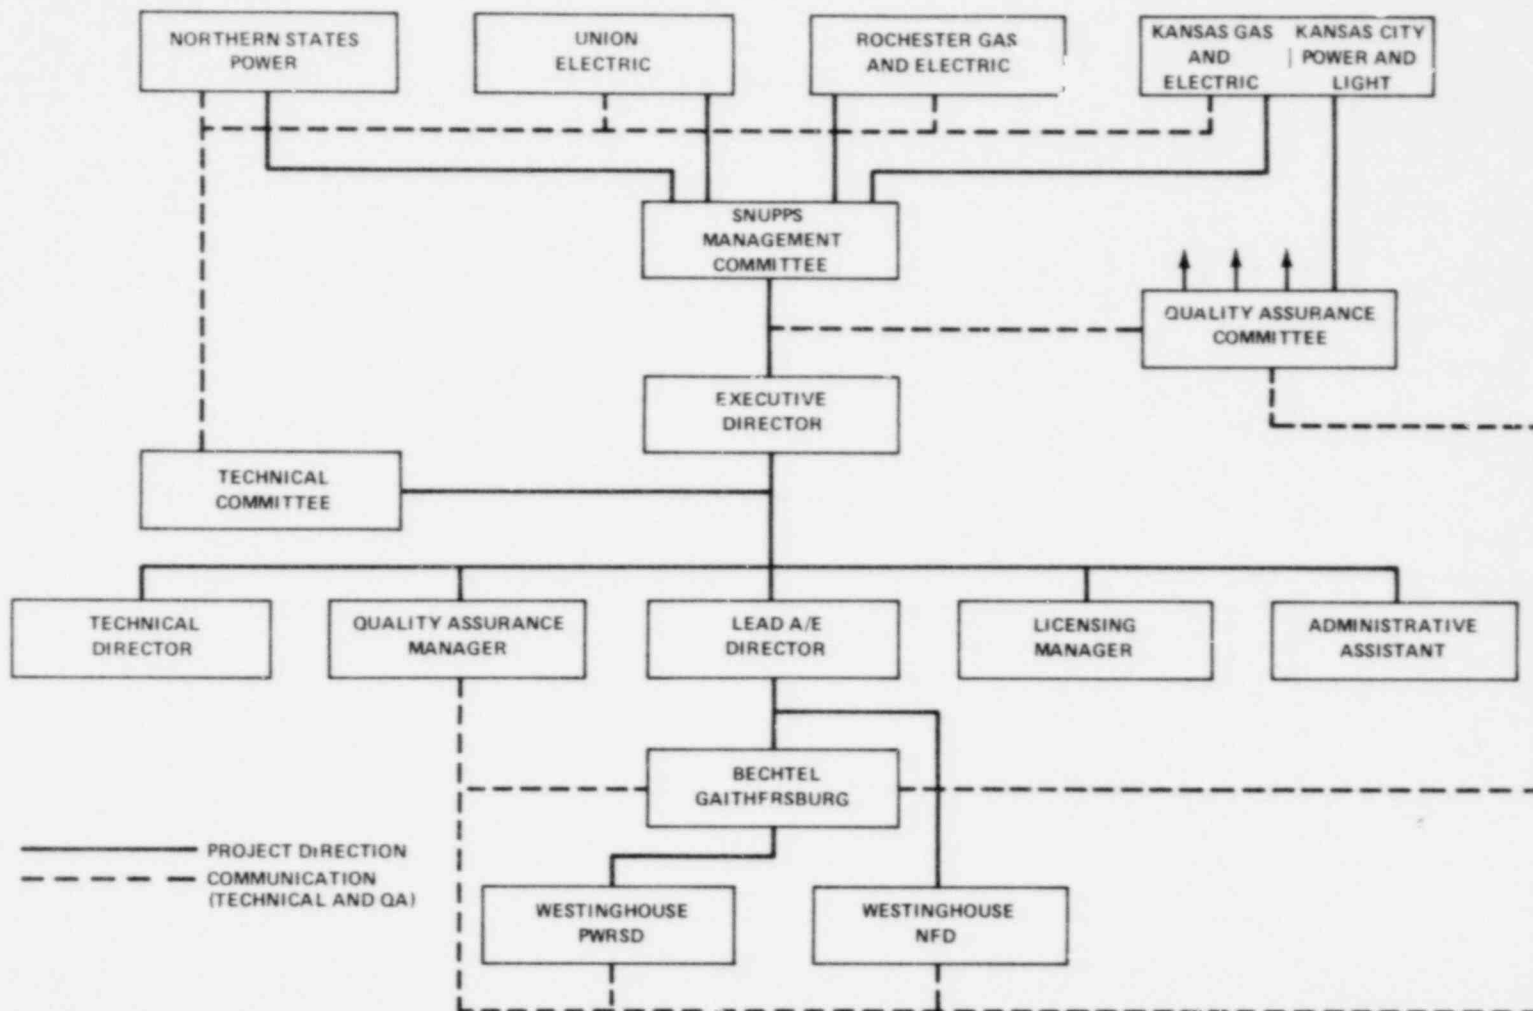 NORTHERN STATES
POWER
UNION
ELECTRIC
ROCHESTER GAS
AND ELECTRIC
KANSAS GAS
AND
ELECTRIC
KANSAS CITY
POWER AND
LIGHT
SNUPPS
MANAGEMENT
COMMITTEE
QUALITY ASSURANCE
COMMITTEE
EXECUTIVE
DIRECTOR
TECHNICAL
COMMITTEE
TECHNICAL
DIRECTOR
QUALITY ASSURANCE
MANAGER
LEAD A/E
DIRECTOR
LICENSING
MANAGER
ADMINISTRATIVE
ASSISTANT
BECHTEL
GAITHERSBURG
PROJECT DIRECTION
COMMUNICATION
(TECHNICAL AND QA)
WESTINGHOUSE
PWRSD
WESTINGHOUSE
NFD